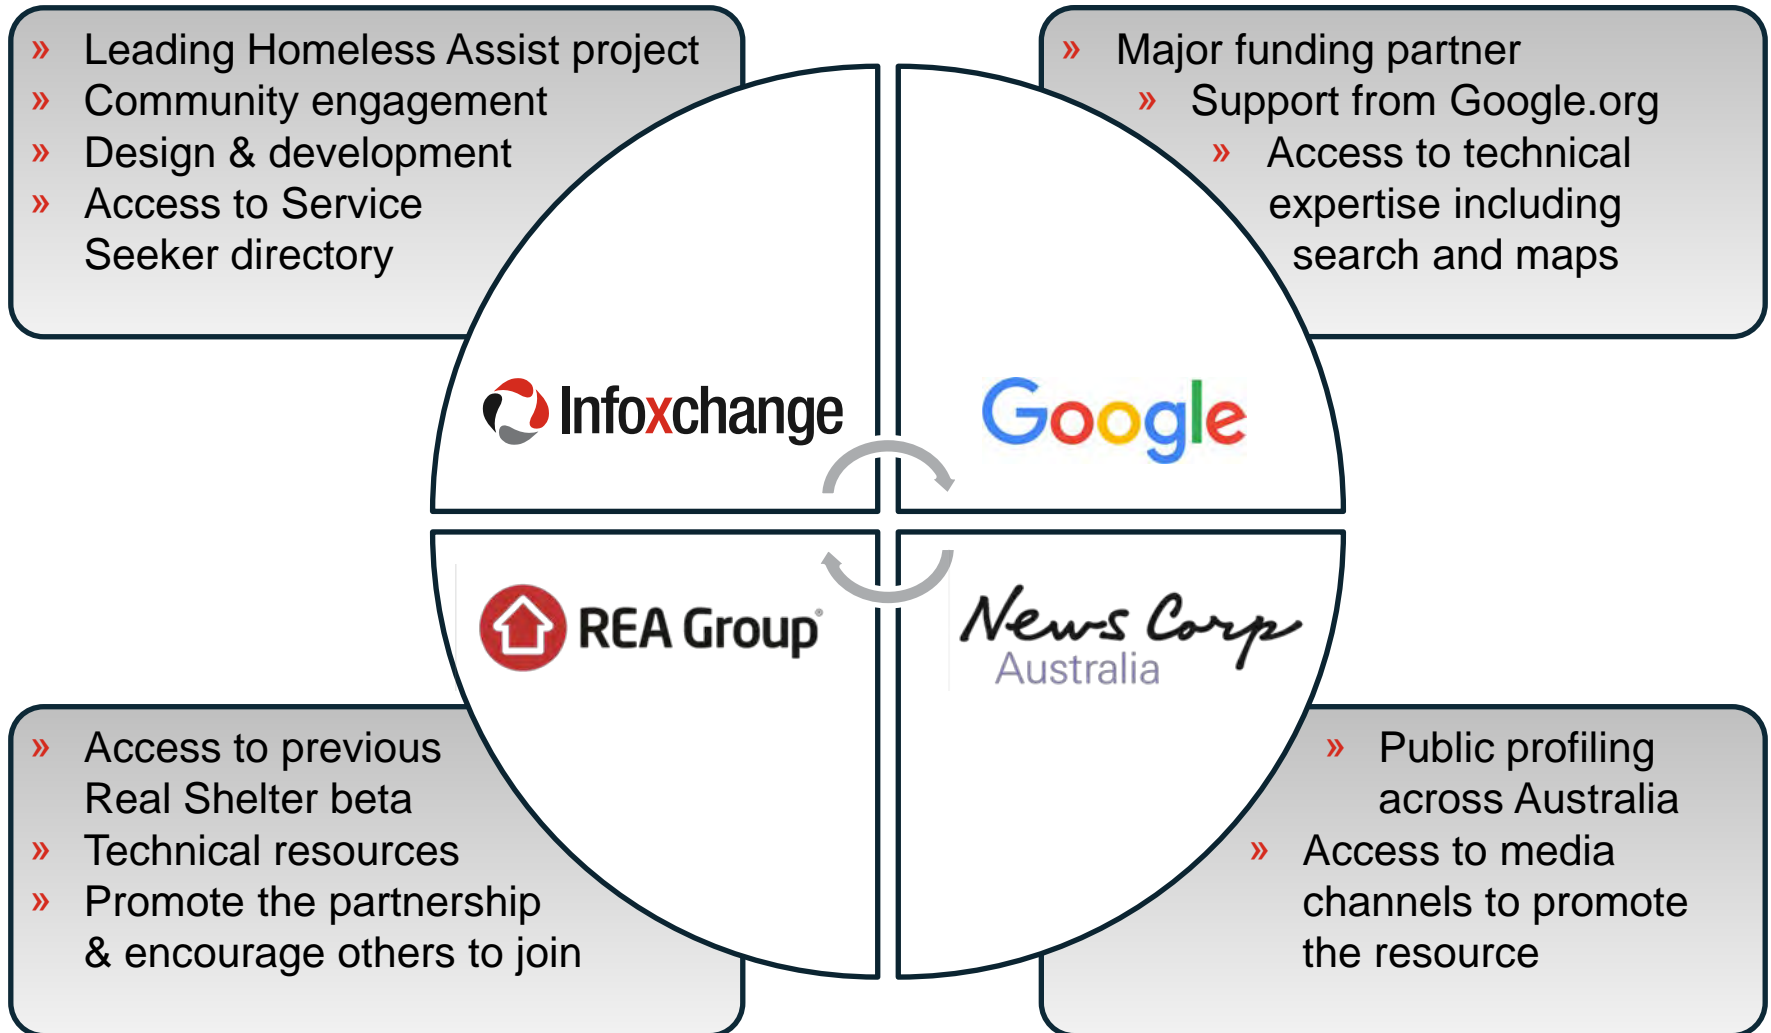 » Leading Homeless Assist project
» Community engagement
» Design & development
» Access to Service
Seeker directory
» Major funding partner
» Support from Google.org
» Access to technical
expertise including
search and maps
Infoxchange
Google
REA Group®
News Corp
Australia
» Access to previous
Real Shelter beta
» Technical resources
» Promote the partnership
& encourage others to join
» Public profiling
across Australia
» Access to media
channels to promote
the resource